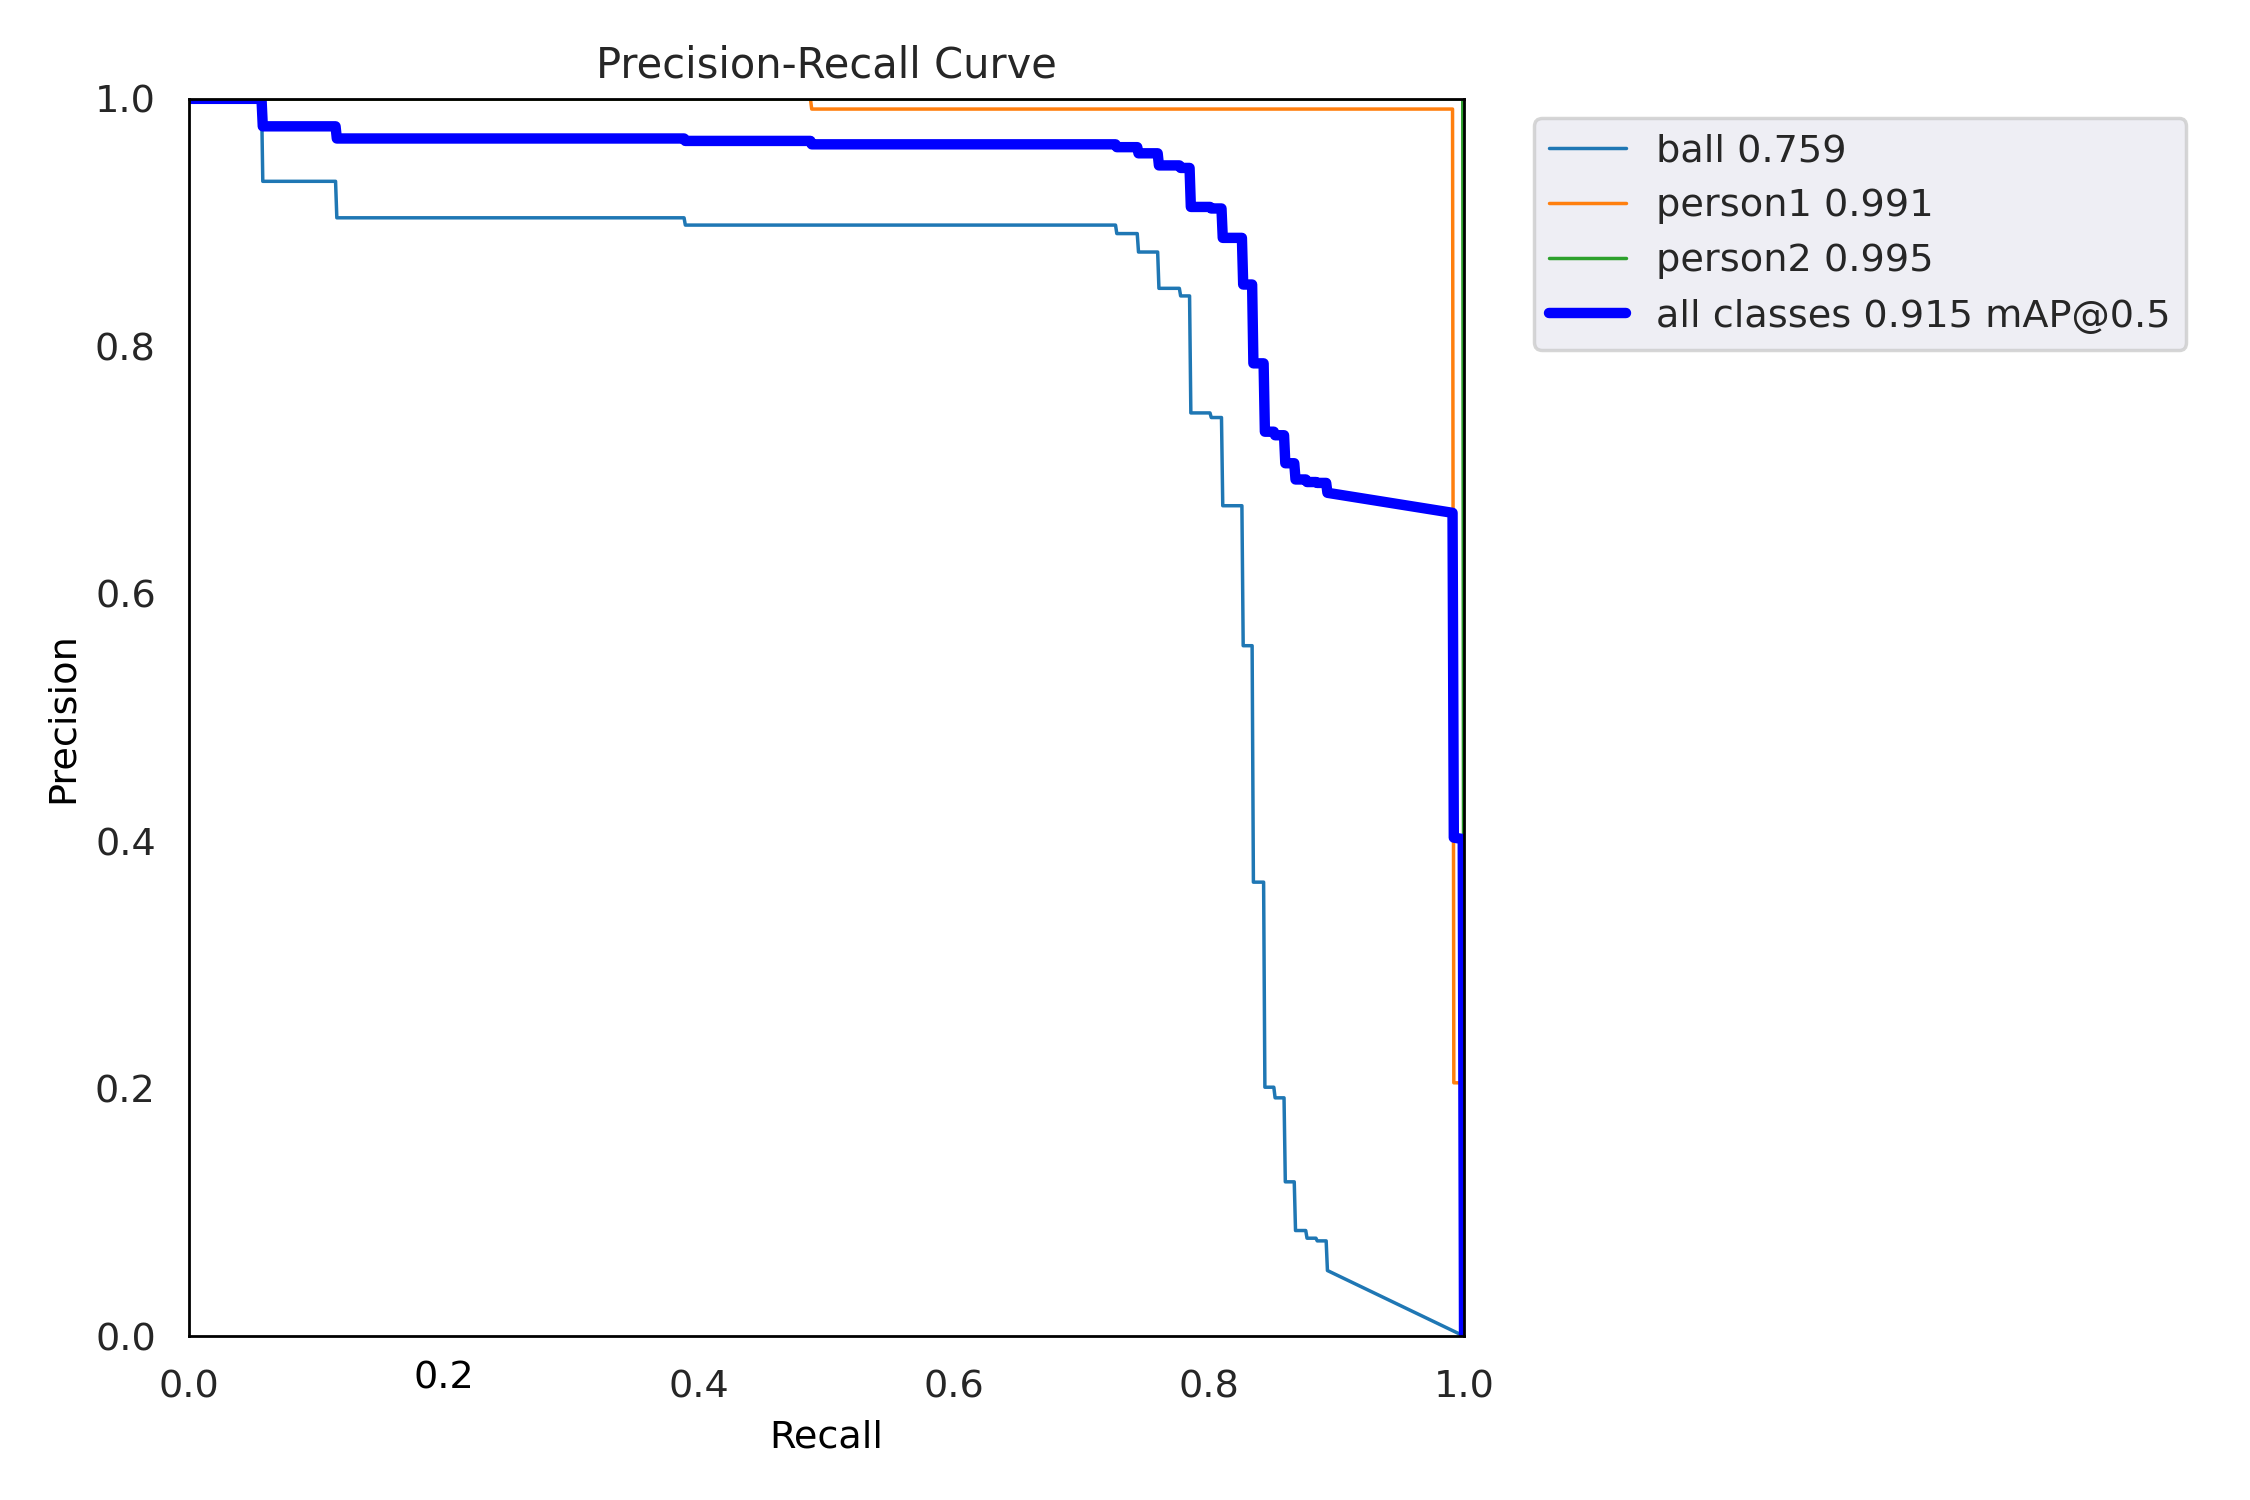 Precision-Recall Curve
1.0
0.8
0.6
0.4
0.2
0.0
Precision
0.0 0.2 0.4 0.6 0.8 1.0
Recall
ball 0.759
person1 0.991
person2 0.995
all classes 0.915 mAP@0.5